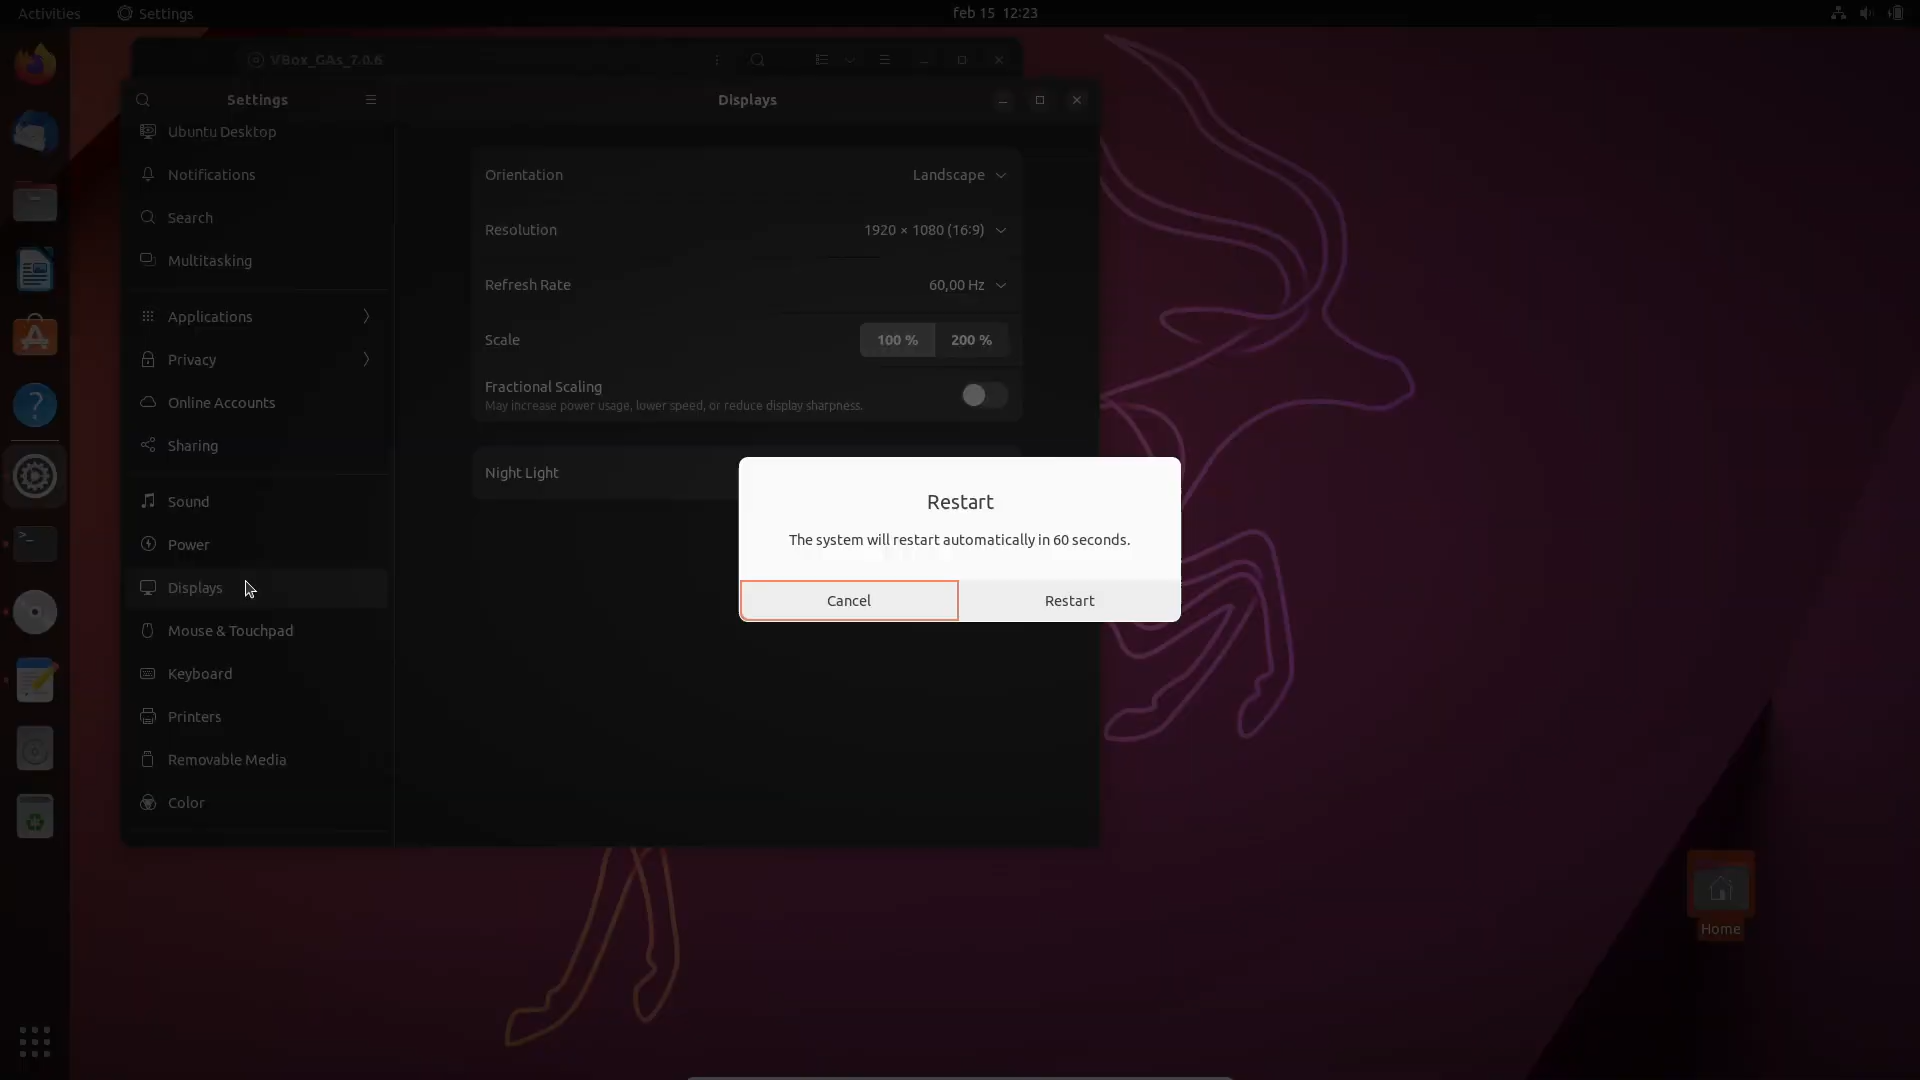 Activities
Settings
feb 15 12:23
VBox_GAs_7.0.6
Settings
Displays
Ubuntu Desktop
Notifications
Search
Multitasking
Applications
Privacy
Online Accounts
Sharing
Sound
Power
Displays
Mouse & Touchpad
Keyboard
Printers
Removable Media
Color
Orientation
Landscape
Resolution
1920 × 1080 (16:9)
Refresh Rate
60,00 Hz
Scale
100 %
200 %
Fractional Scaling
May increase power usage, lower speed, or reduce display sharpness.
Night Light
Restart
The system will restart automatically in 60 seconds.
Cancel
Restart
Home